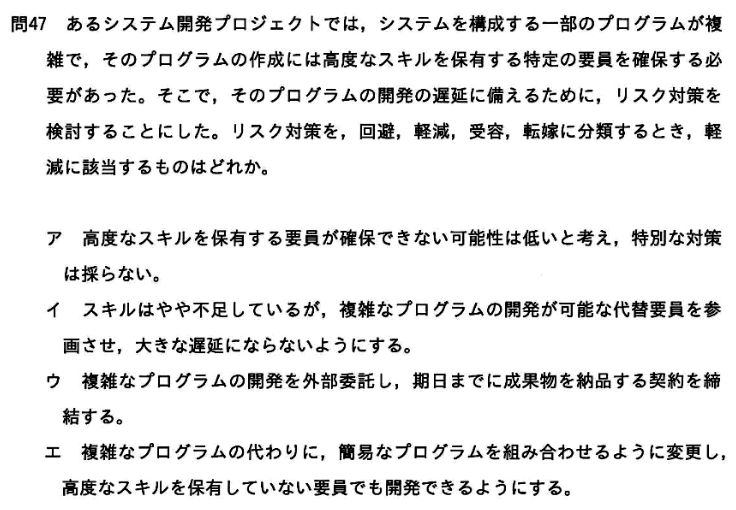 問47 あるシステム開発プロジェクトでは，システムを構成する一部のプログラムが複
雑で，そのプログラムの作成には高度なスキルを保有する特定の要員を確保する必
要があった。そこで，そのプログラムの開発の遅延に備えるために，リスク対策を
検討することにした。リスク対策を，回避，軽減，受容，転嫁に分類するとき，軽
減に該当するものはどれか。
ア 高度なスキルを保有する要員が確保できない可能性は低いと考え，特別な対策
は採らない。
イ スキルはやや不足しているが，複雑なプログラムの開発が可能な代替要員を参
画させ，大きな遅延にならないようにする。
ウ 複雑なプログラムの開発を外部委託し，期日までに成果物を納品する契約を締
結する。
エ 複雑なプログラムの代わりに，簡易なプログラムを組み合わせるように変更し，
高度なスキルを保有していない要員でも開発できるようにする。